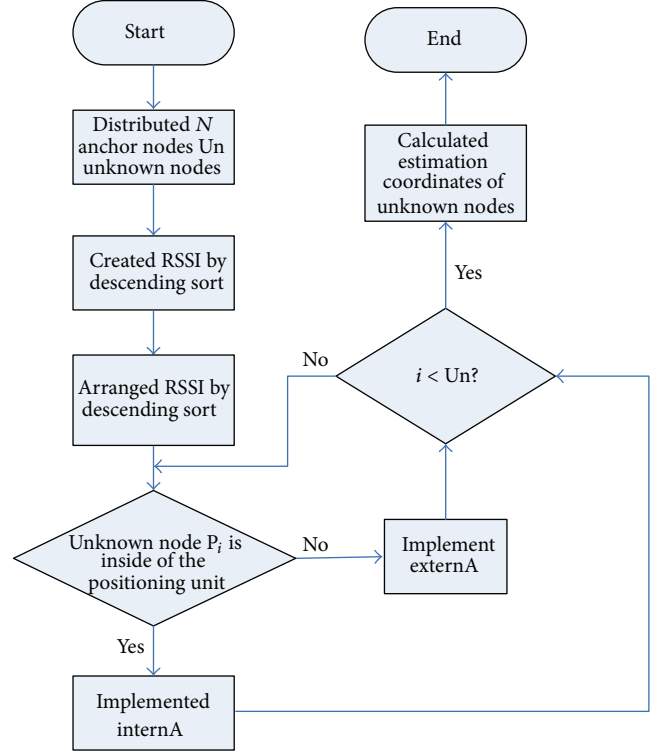 Start
Distributed N
anchor nodes Un
unknown nodes
Created RSSI by
descending sort
Arranged RSSI by
descending sort
Unknown node Pi is
inside of the
positioning unit
Yes
Implemented
internA
No
Implement
externA
i < Un?
No
Yes
Calculated
estimation
coordinates of
unknown nodes
End